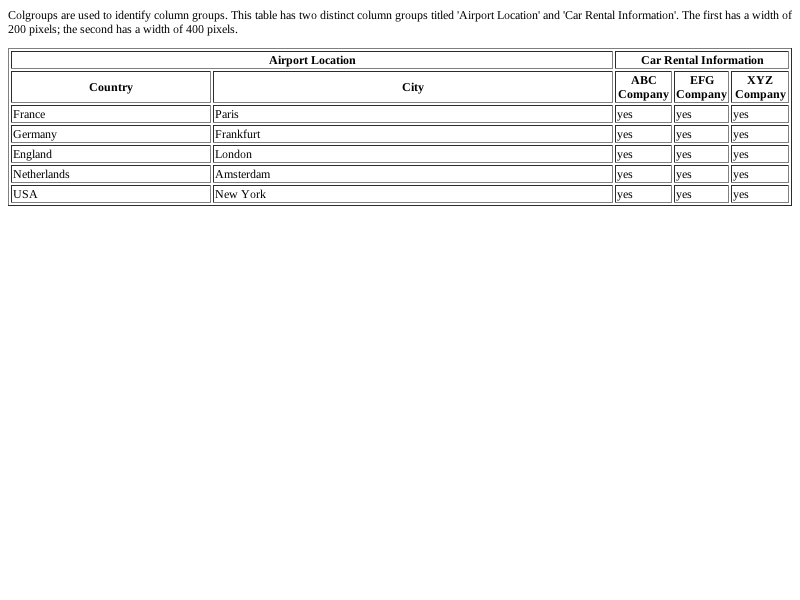 Colgroups are used to identify column groups. This table has two distinct column groups titled 'Airport Location' and 'Car Rental Information'. The first has a width of
200 pixels; the second has a width of 400 pixels.
Airport Location Car Rental Information
Country City ABC Company EFG Company XYZ Company
France Paris yes yes yes
Germany Frankfurt yes yes yes
England London yes yes yes
Netherlands Amsterdam yes yes yes
USA New York yes yes yes